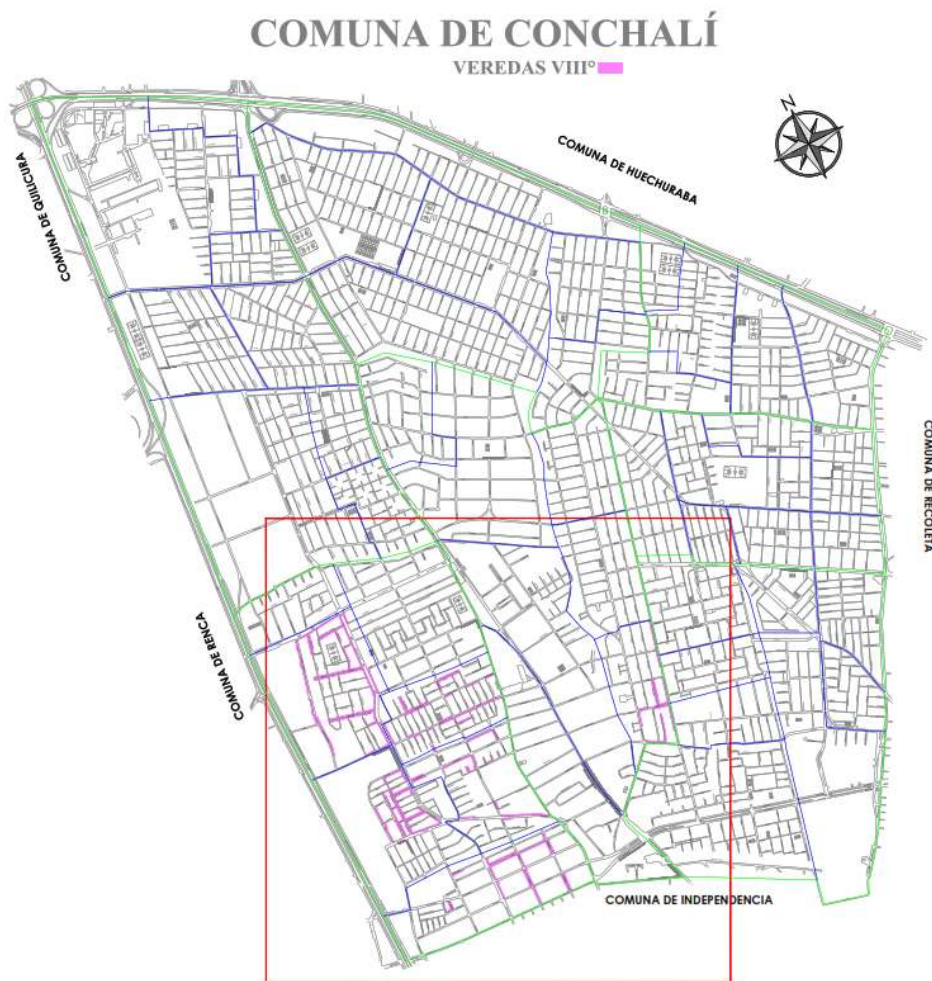 COMUNA DE CONCHALÍ
VEREDAS VIII°
N
COMUNA DE HUECHURABA
COMUNA DE QUILICURA
COMUNA DE RECOLETA
COMUNA DE RENCA
COMUNA DE INDEPENDENCIA